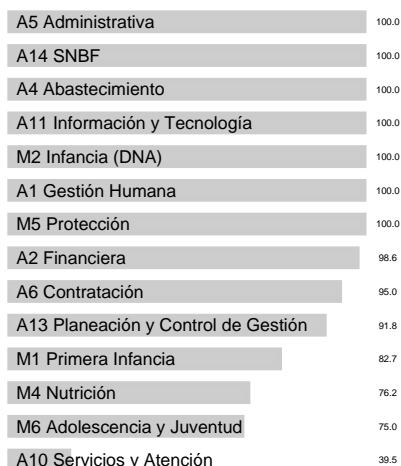 A5 Administrativa 100.0
A14 SNBF 100.0
A4 Abastecimiento 100.0
A11 Información y Tecnología 100.0
M2 Infancia (DNA) 100.0
A1 Gestión Humana 100.0
M5 Protección 100.0
A2 Financiera 98.6
A6 Contratación 95.0
A13 Planeación y Control de Gestión 91.8
M1 Primera Infancia 82.7
M4 Nutrición 76.2
M6 Adolescencia y Juventud 75.0
A10 Servicios y Atención 39.5